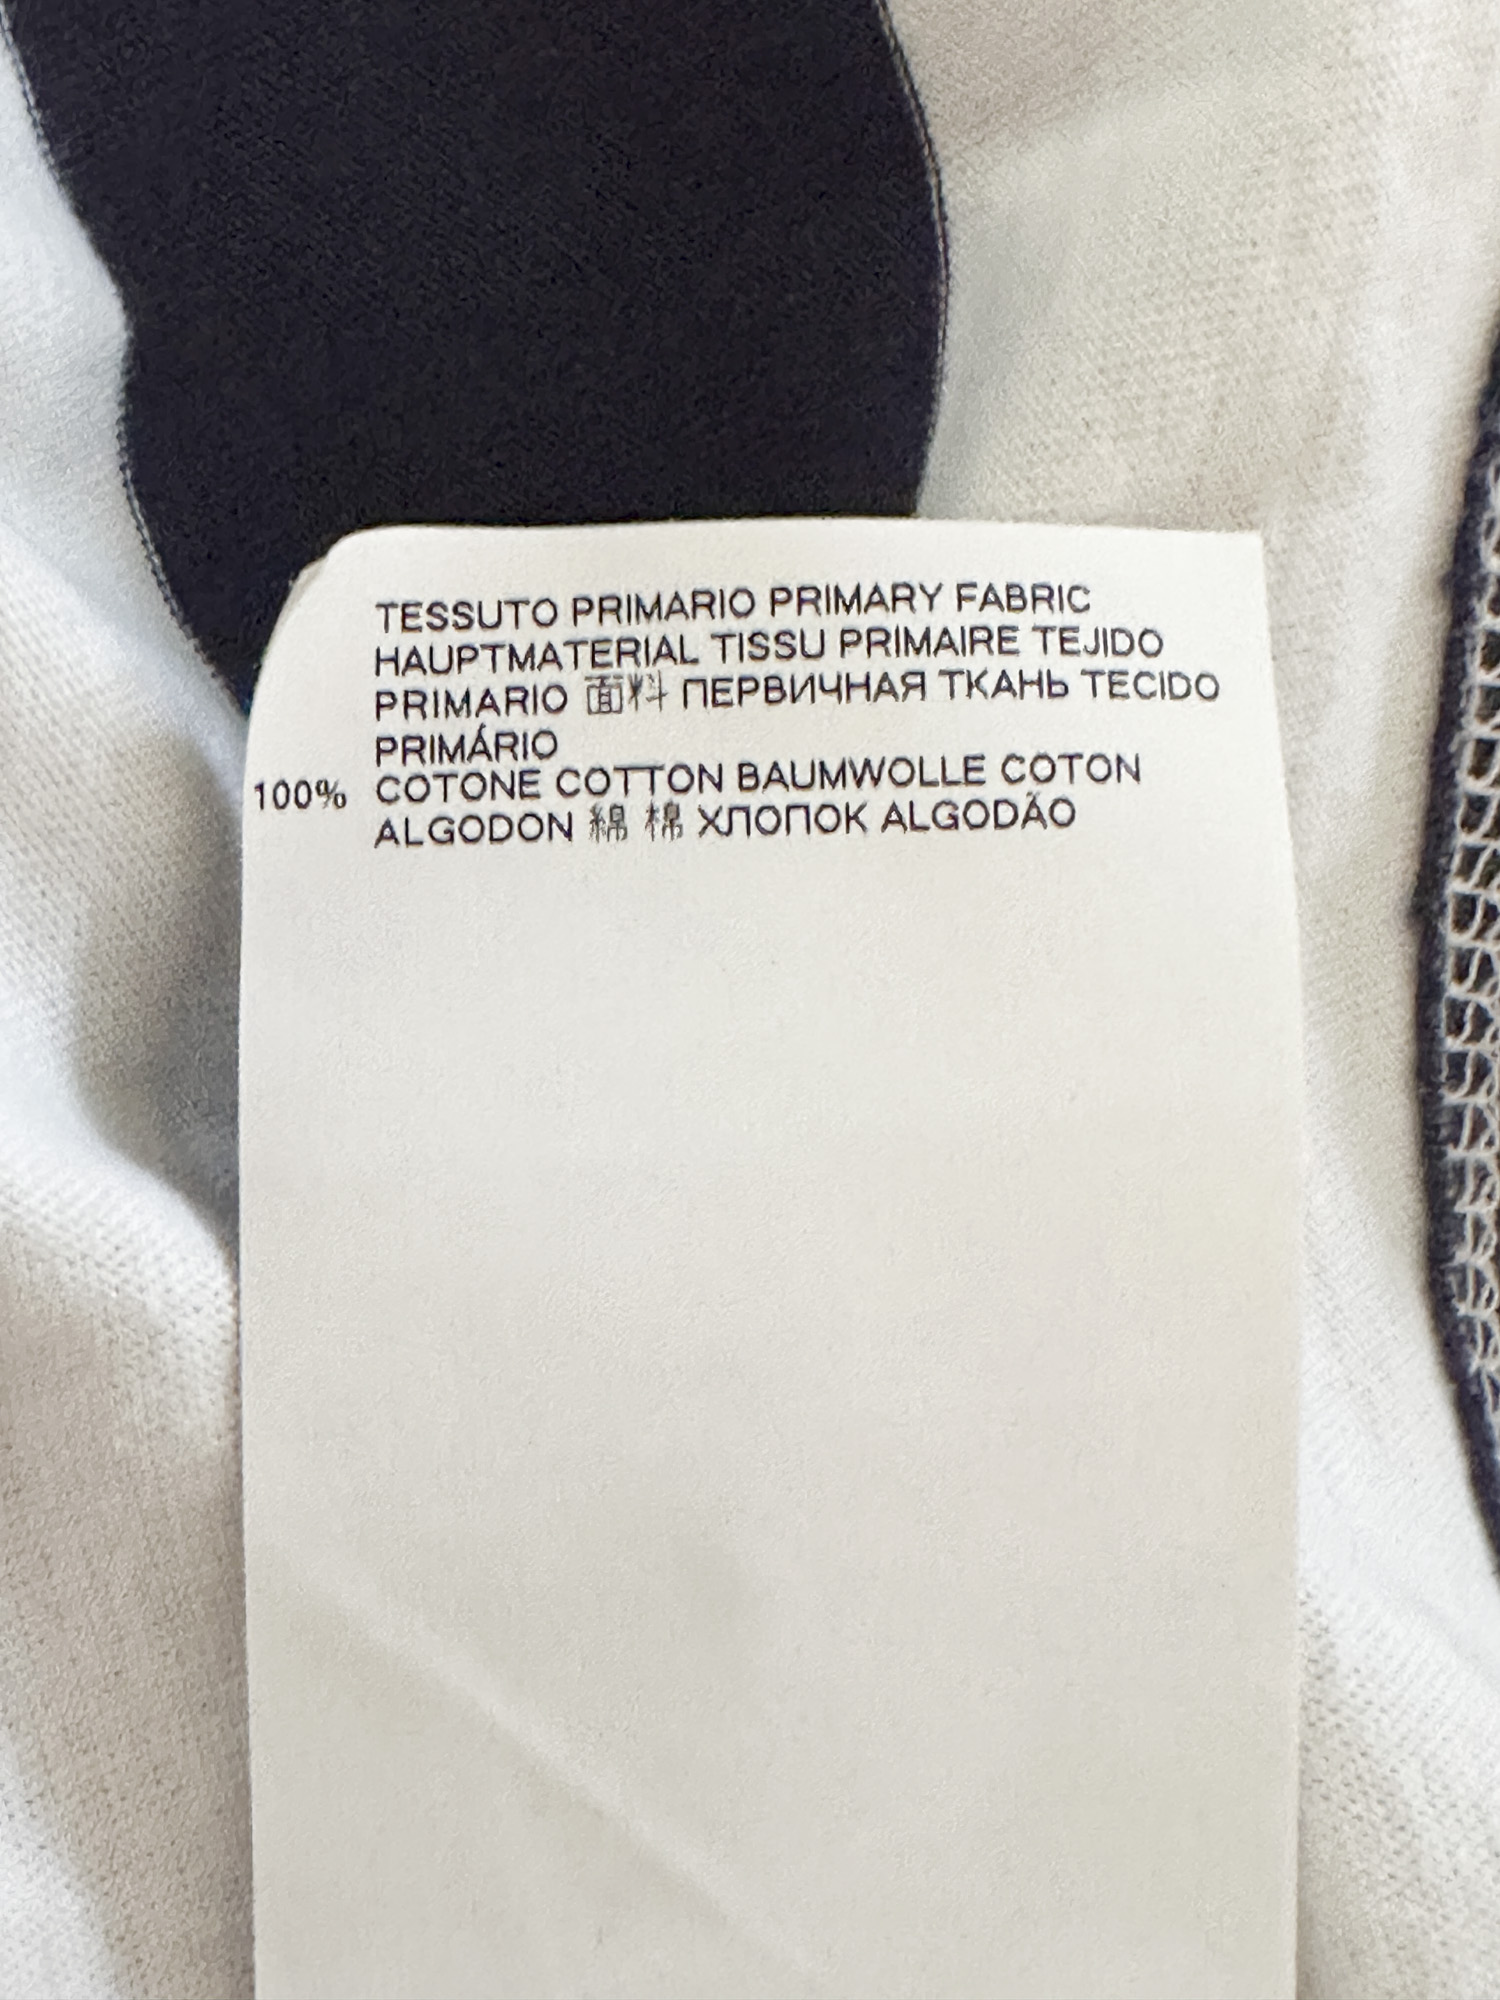 TESSUTO PRIMARIO PRIMARY FABRIC
HAUPTMATERIAL TISSU PRIMAIRE TEJIDO
PRIMARIO 面料 ПЕРВИЧНАЯ ТКАНЬ TECIDO
PRIMÁRIO
100% COTONE COTTON BAUMWOLLE COTON
ALGODON 綿 棉 ХЛОПОК ALGODÃO